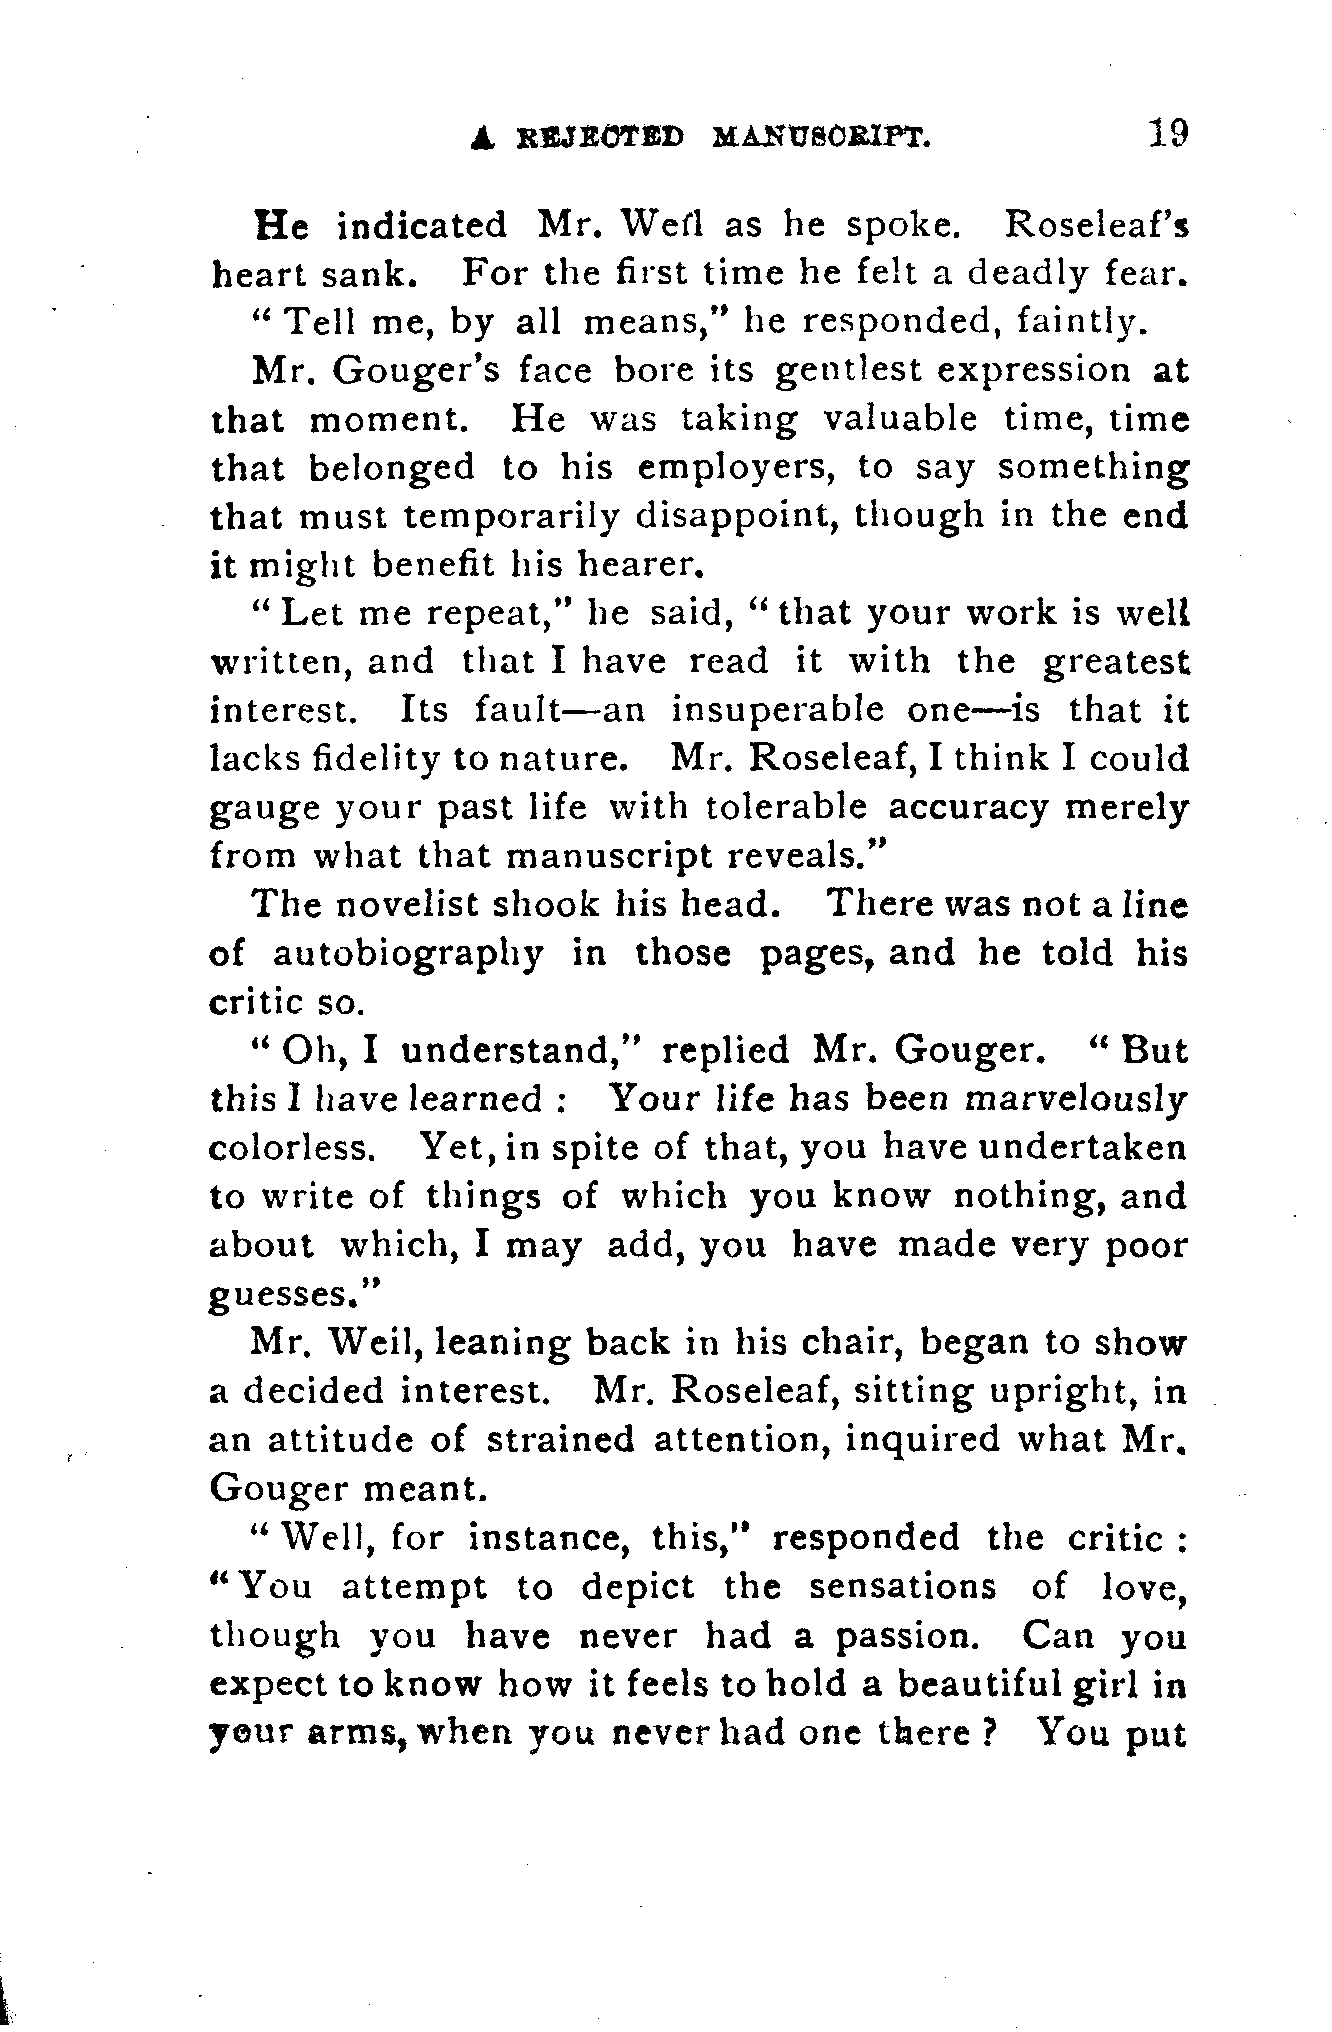 A REJECTED MANUSCRIPT. 19
He indicated Mr. Weil as he spoke. Roseleaf's
heart sank. For the first time he felt a deadly fear.
“ Tell me, by all means,” he responded, faintly.
Mr. Gouger's face bore its gentlest expression at
that moment. He was taking valuable time, time
that belonged to his employers, to say something
that must temporarily disappoint, though in the end
it might benefit his hearer.
“ Let me repeat,” he said, “ that your work is well
written, and that I have read it with the greatest
interest. Its fault—an insuperable one—is that it
lacks fidelity to nature. Mr. Roseleaf, I think I could
gauge your past life with tolerable accuracy merely
from what that manuscript reveals.”
The novelist shook his head. There was not a line
of autobiography in those pages, and he told his
critic so.
“ Oh, I understand,” replied Mr. Gouger. “ But
this I have learned : Your life has been marvelously
colorless. Yet, in spite of that, you have undertaken
to write of things of which you know nothing, and
about which, I may add, you have made very poor
guesses.”
Mr. Weil, leaning back in his chair, began to show
a decided interest. Mr. Roseleaf, sitting upright, in
an attitude of strained attention, inquired what Mr.
Gouger meant.
“ Well, for instance, this,” responded the critic :
“ You attempt to depict the sensations of love,
though you have never had a passion. Can you
expect to know how it feels to hold a beautiful girl in
your arms, when you never had one there ? You put